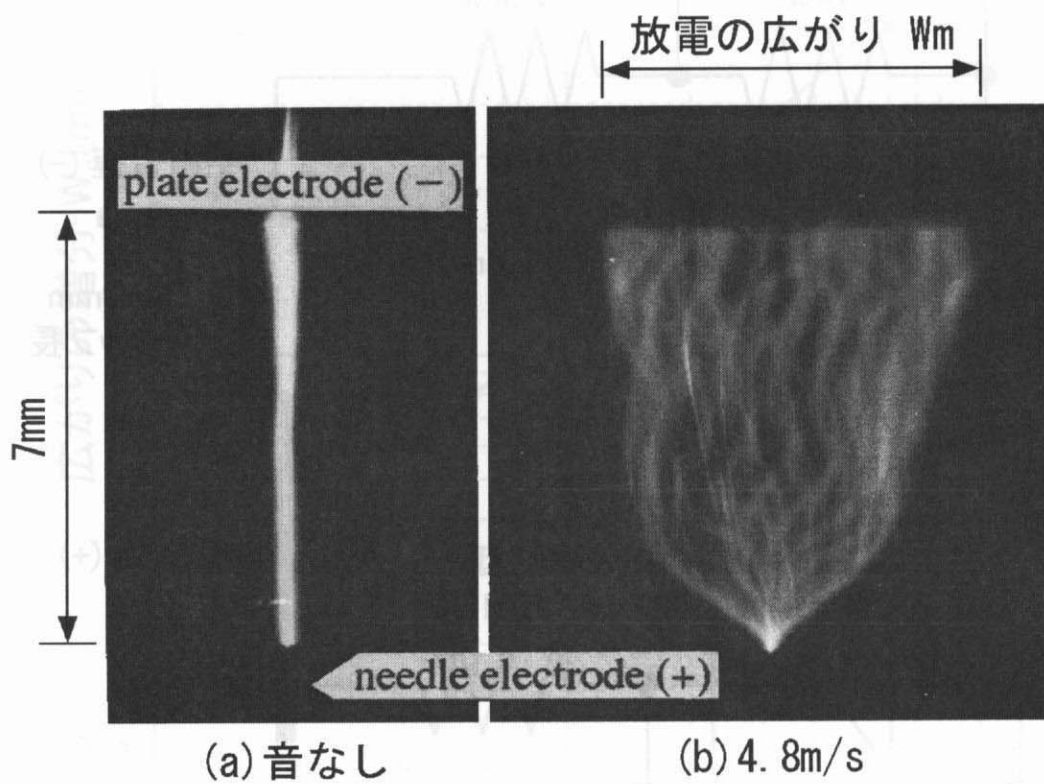 放電の広がり Wm
plate electrode (−)
7mm
needle electrode (+)
(a)音なし
(b)4.8m/s